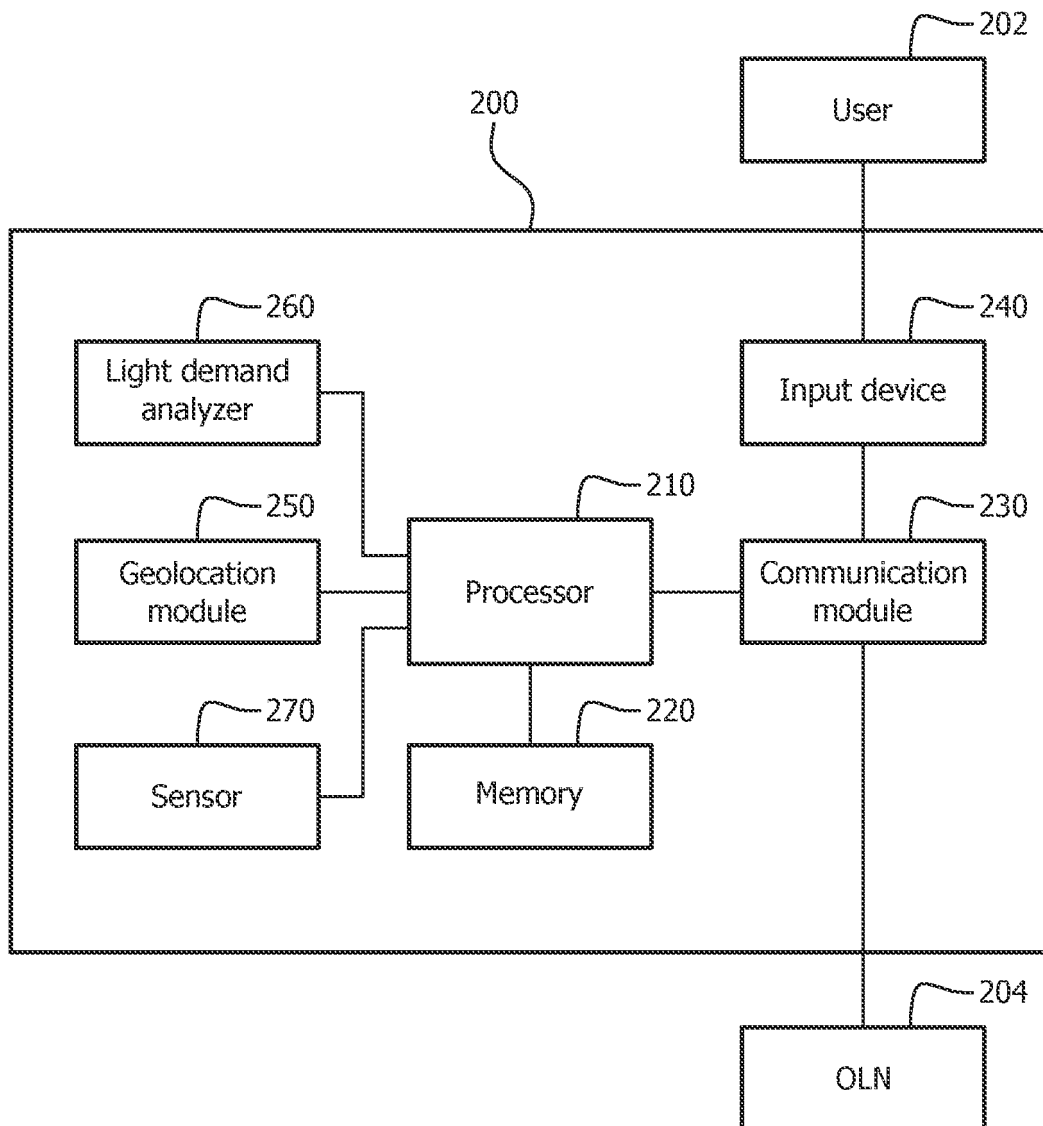 202
User
200
260
Light demand
analyzer
240
Input device
250
Geolocation
module
210
Processor
230
Communication
module
270
Sensor
220
Memory
204
OLN